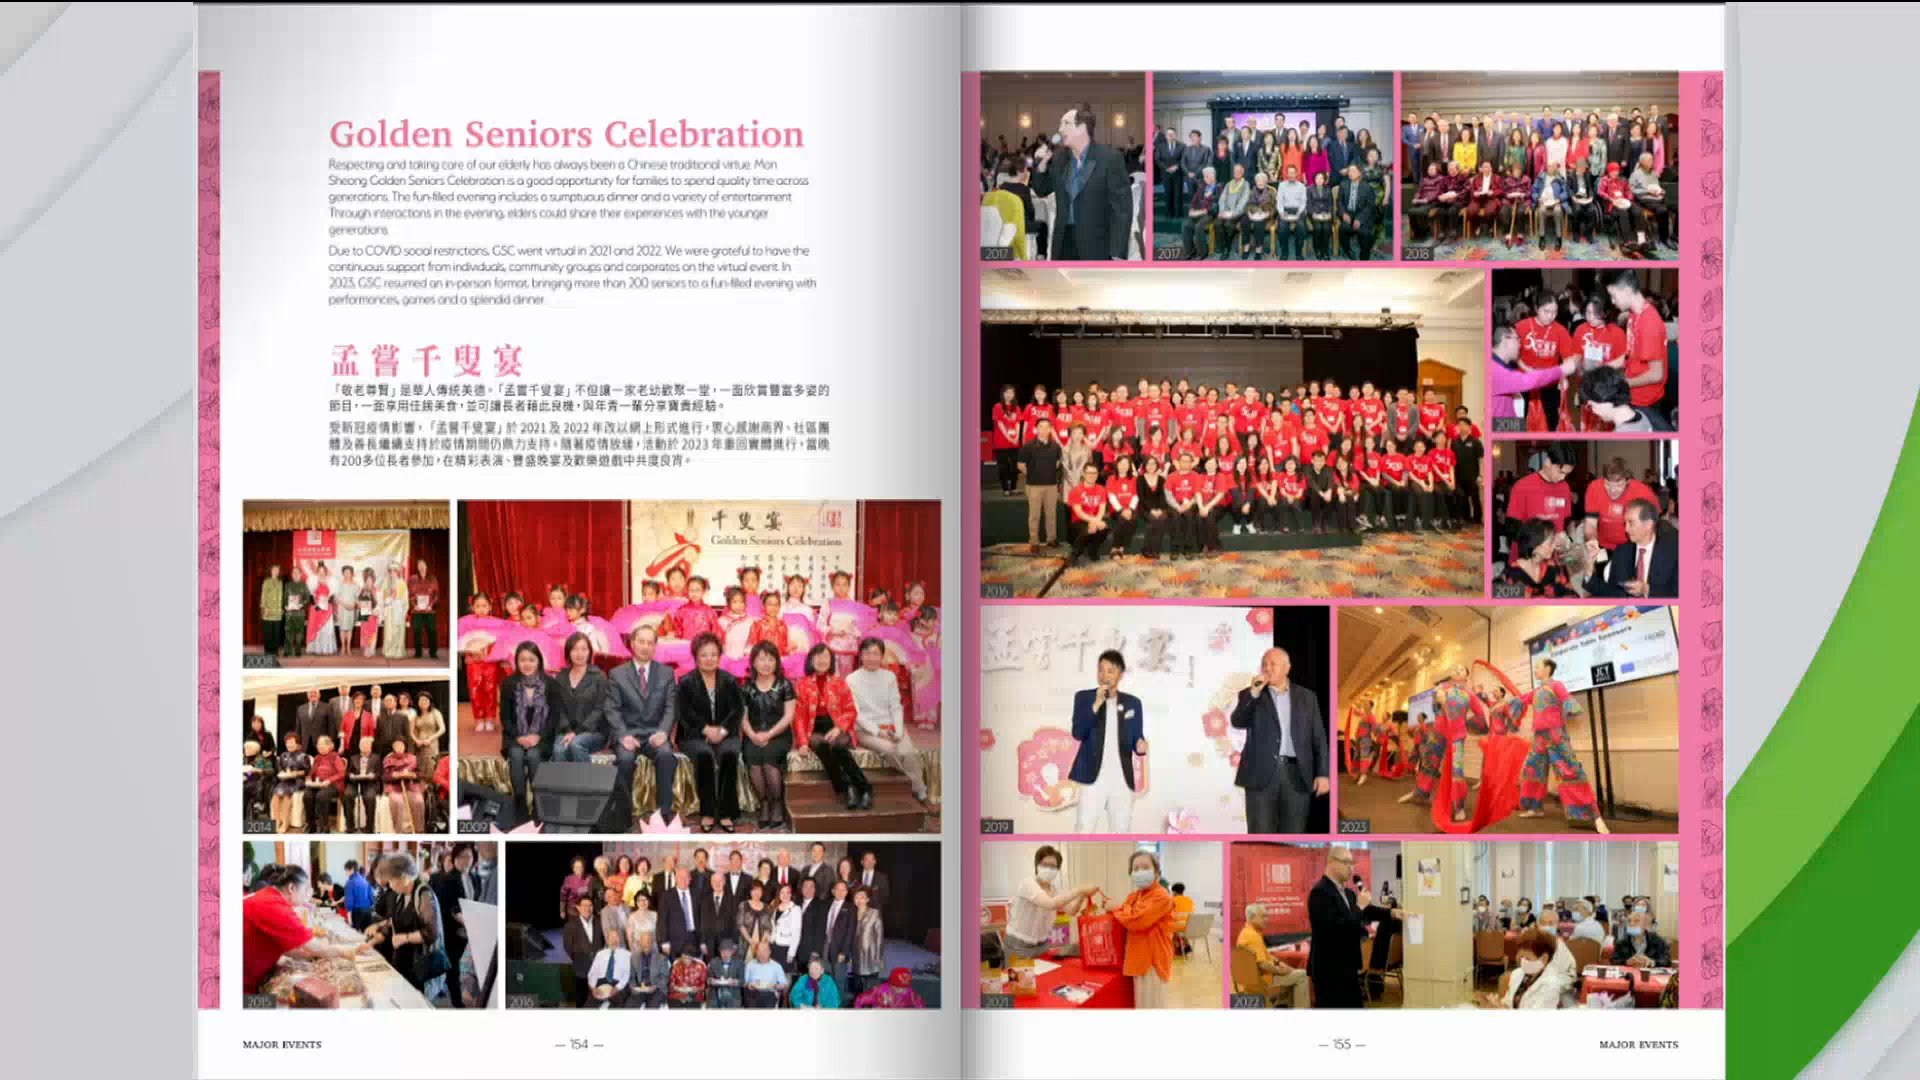 Golden Seniors Celebration
Respecting and taking care of our elderly has always been a Chinese traditional virtue. Mon
Sheong Golden Seniors Celebration is a good opportunity for families to spend quality time across
generations. The fun-filled evening includes a sumptuous dinner and a variety of entertainment.
Through interactions in the evening, elders could share their experiences with the younger
generations.
Due to COVID social restrictions, GSC went virtual in 2021 and 2022. We were grateful to have the
continuous support from individuals, community groups and corporates on the virtual event. In
2023, GSC resumed an in-person format, bringing more than 200 seniors to a fun-filled evening with
performances, games and a splendid dinner.
孟嘗千叟宴
「敬老尊賢」是華人傳統美德。「孟嘗千叟宴」不但讓一家老幼歡聚一堂，一面欣賞豐富多姿的
節目，一面享用佳餚美食，並可讓長者藉此良機，與年青一輩分享寶貴經驗。
受新冠疫情影響，「孟嘗千叟宴」於 2021 及 2022 年改以網上形式進行，衷心感謝商界、社區團
體及善長繼續支持於疫情期間仍鼎力支持。隨著疫情放緩，活動於 2023 年重回實體進行，當晚
有200多位長者參加，在精彩表演、豐盛晚宴及歡樂遊戲中共度良宵。
2008
千叟宴
Golden Seniors Celebration
2014
2009
2015
2016
MAJOR EVENTS
— 154 —
2017
2017
2018
2016
2018
2019
孟嘗千叟宴
2019
Corporate Table Sponsors
JCY
2023
2021
2022
— 155 —
MAJOR EVENTS